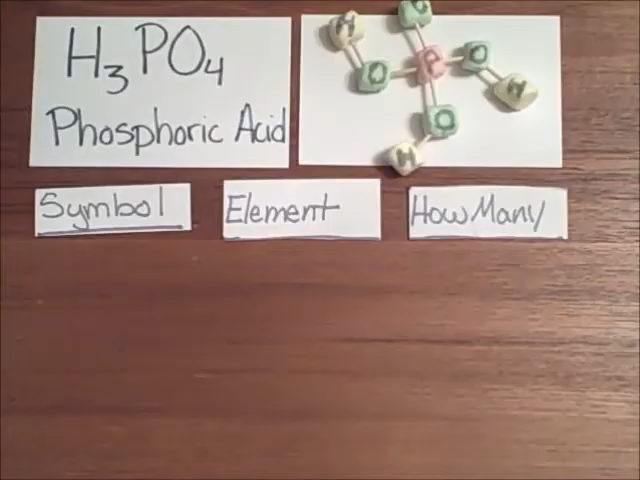 H₃PO₄
Phosphoric Acid
H
O
O
P
O
H
O
H
Symbol
Element
How Many